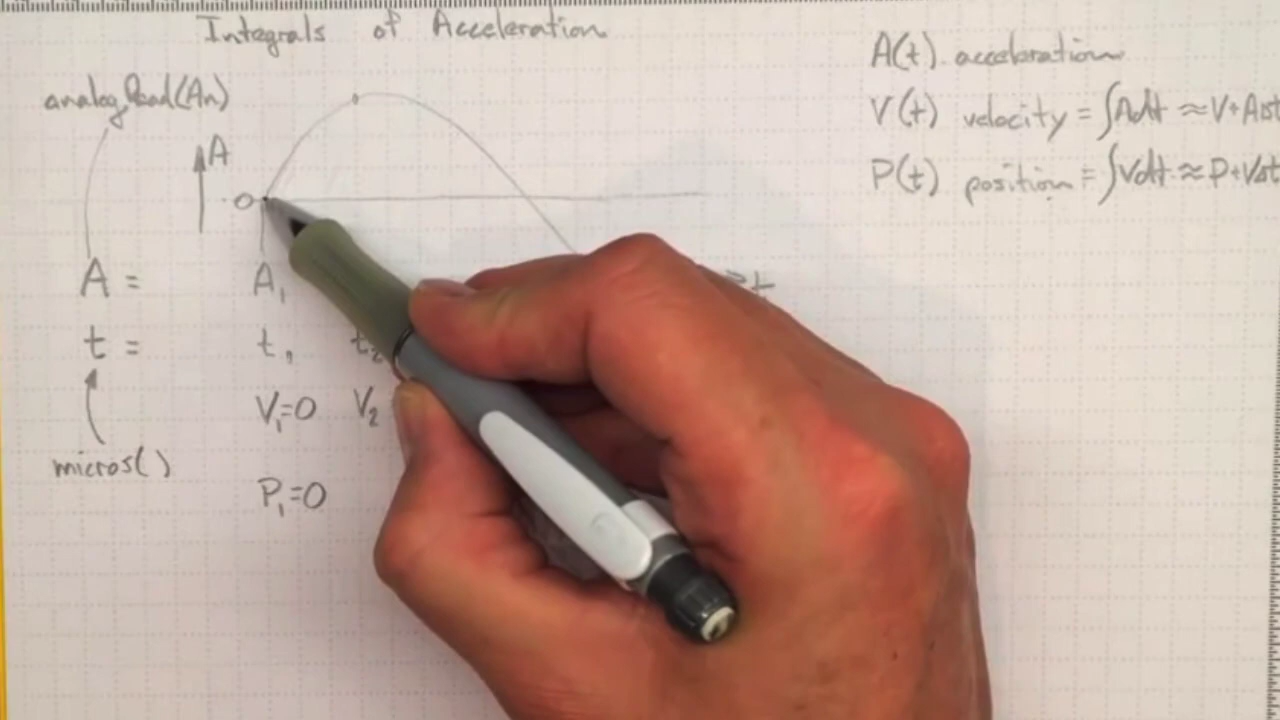 Integrals of Acceleration
A(t) acceleration
V(t) velocity = ∫Adt ≈ V+AΔt
P(t) position = ∫Vdt ≈ P+VΔt
analogRead(An)
A
0
A = A₁
t = t₁ t₂
V₁=0 V₂
micros()
P₁=0